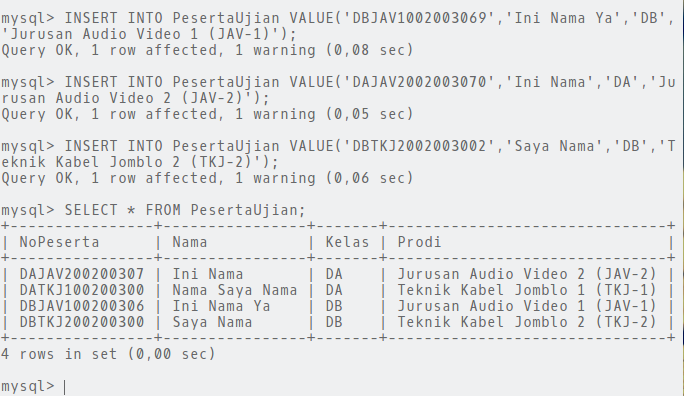 mysql> INSERT INTO PesertaUjian VALUE('DBJAV1002003069','Ini Nama Ya','DB',
'Jurusan Audio Video 1 (JAV-1)');
Query OK, 1 row affected, 1 warning (0,08 sec)
mysql> INSERT INTO PesertaUjian VALUE('DAJAV2002003070','Ini Nama','DA','Ju
rusan Audio Video 2 (JAV-2)');
Query OK, 1 row affected, 1 warning (0,05 sec)
mysql> INSERT INTO PesertaUjian VALUE('DBTKJ2002003002','Saya Nama','DB','T
eknik Kabel Jomblo 2 (TKJ-2)');
Query OK, 1 row affected, 1 warning (0,06 sec)
mysql> SELECT * FROM PesertaUjian;
+----------------+----------------+-------+-------------------------------+
| NoPeserta      | Nama           | Kelas | Prodi                         |
+----------------+----------------+-------+-------------------------------+
| DAJAV200200307 | Ini Nama       | DA    | Jurusan Audio Video 2 (JAV-2) |
| DATKJ100200300 | Nama Saya Nama | DA    | Teknik Kabel Jomblo 1 (TKJ-1) |
| DBJAV100200306 | Ini Nama Ya    | DB    | Jurusan Audio Video 1 (JAV-1) |
| DBTKJ200200300 | Saya Nama      | DB    | Teknik Kabel Jomblo 2 (TKJ-2) |
+----------------+----------------+-------+-------------------------------+
4 rows in set (0,00 sec)
mysql>